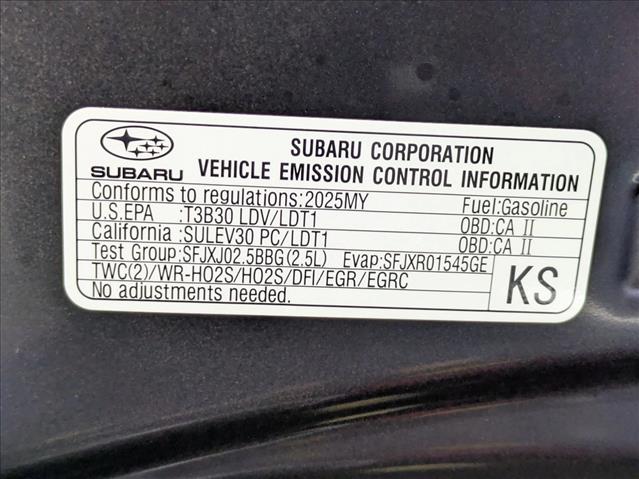 SUBARU
SUBARU CORPORATION
VEHICLE EMISSION CONTROL INFORMATION
Conforms to regulations:2025MY Fuel:Gasoline
U.S.EPA :T3B30 LDV/LDT1 OBD:CA II
California :SULEV30 PC/LDT1 OBD:CA II
Test Group:SFJXJ02.5BBG(2.5L) Evap:SFJXR01545GE
TWC(2)/WR-HO2S/HO2S/DFI/EGR/EGRC
No adjustments needed.
KS